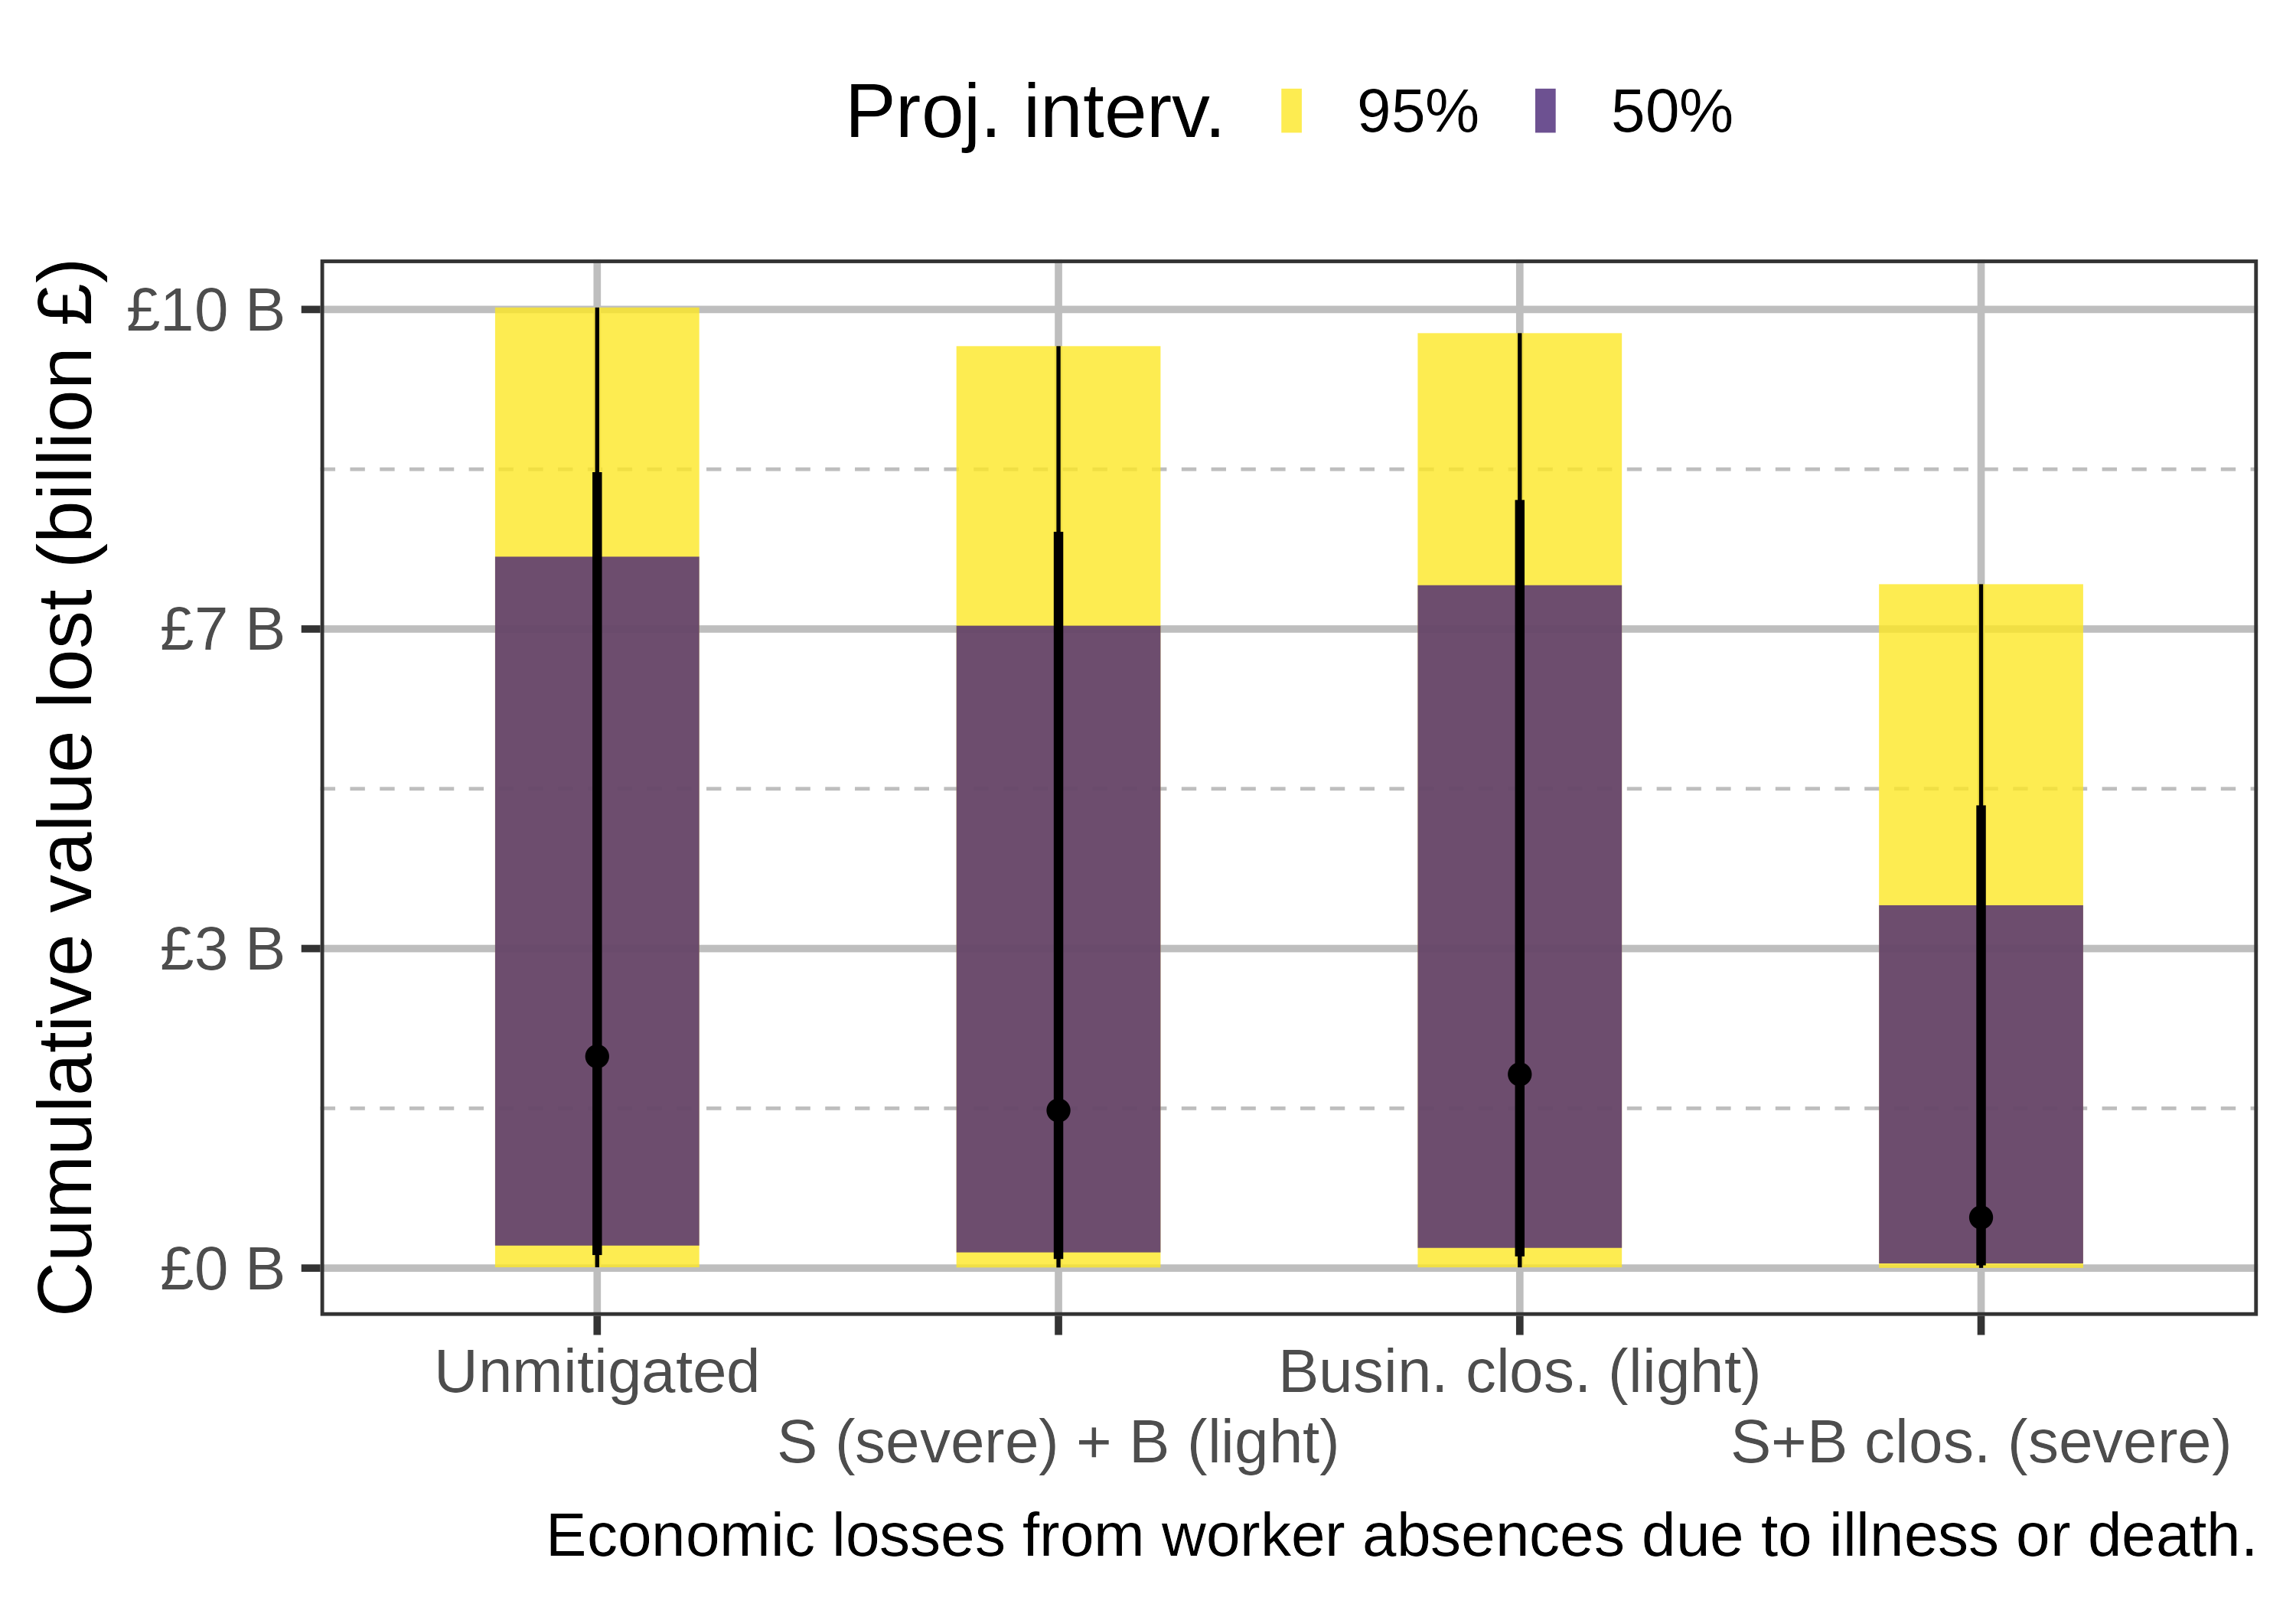 Proj. interv. 95% 50%
Cumulative value lost (billion £)
£10 B
£7 B
£3 B
£0 B
Unmitigated
Busin. clos. (light)
S (severe) + B (light)
S+B clos. (severe)
Economic losses from worker absences due to illness or death.